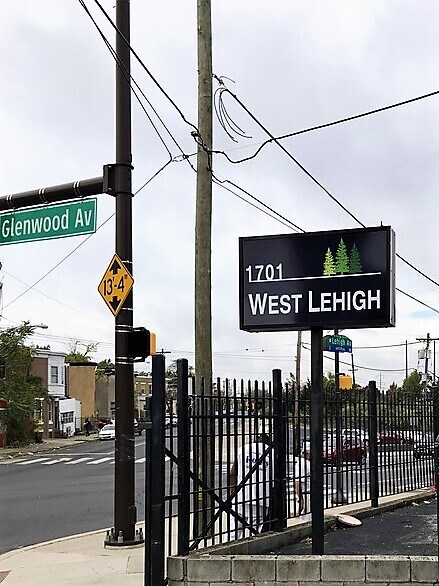 Glenwood Av
13-4
1701
WEST LEHIGH
Lehigh Av